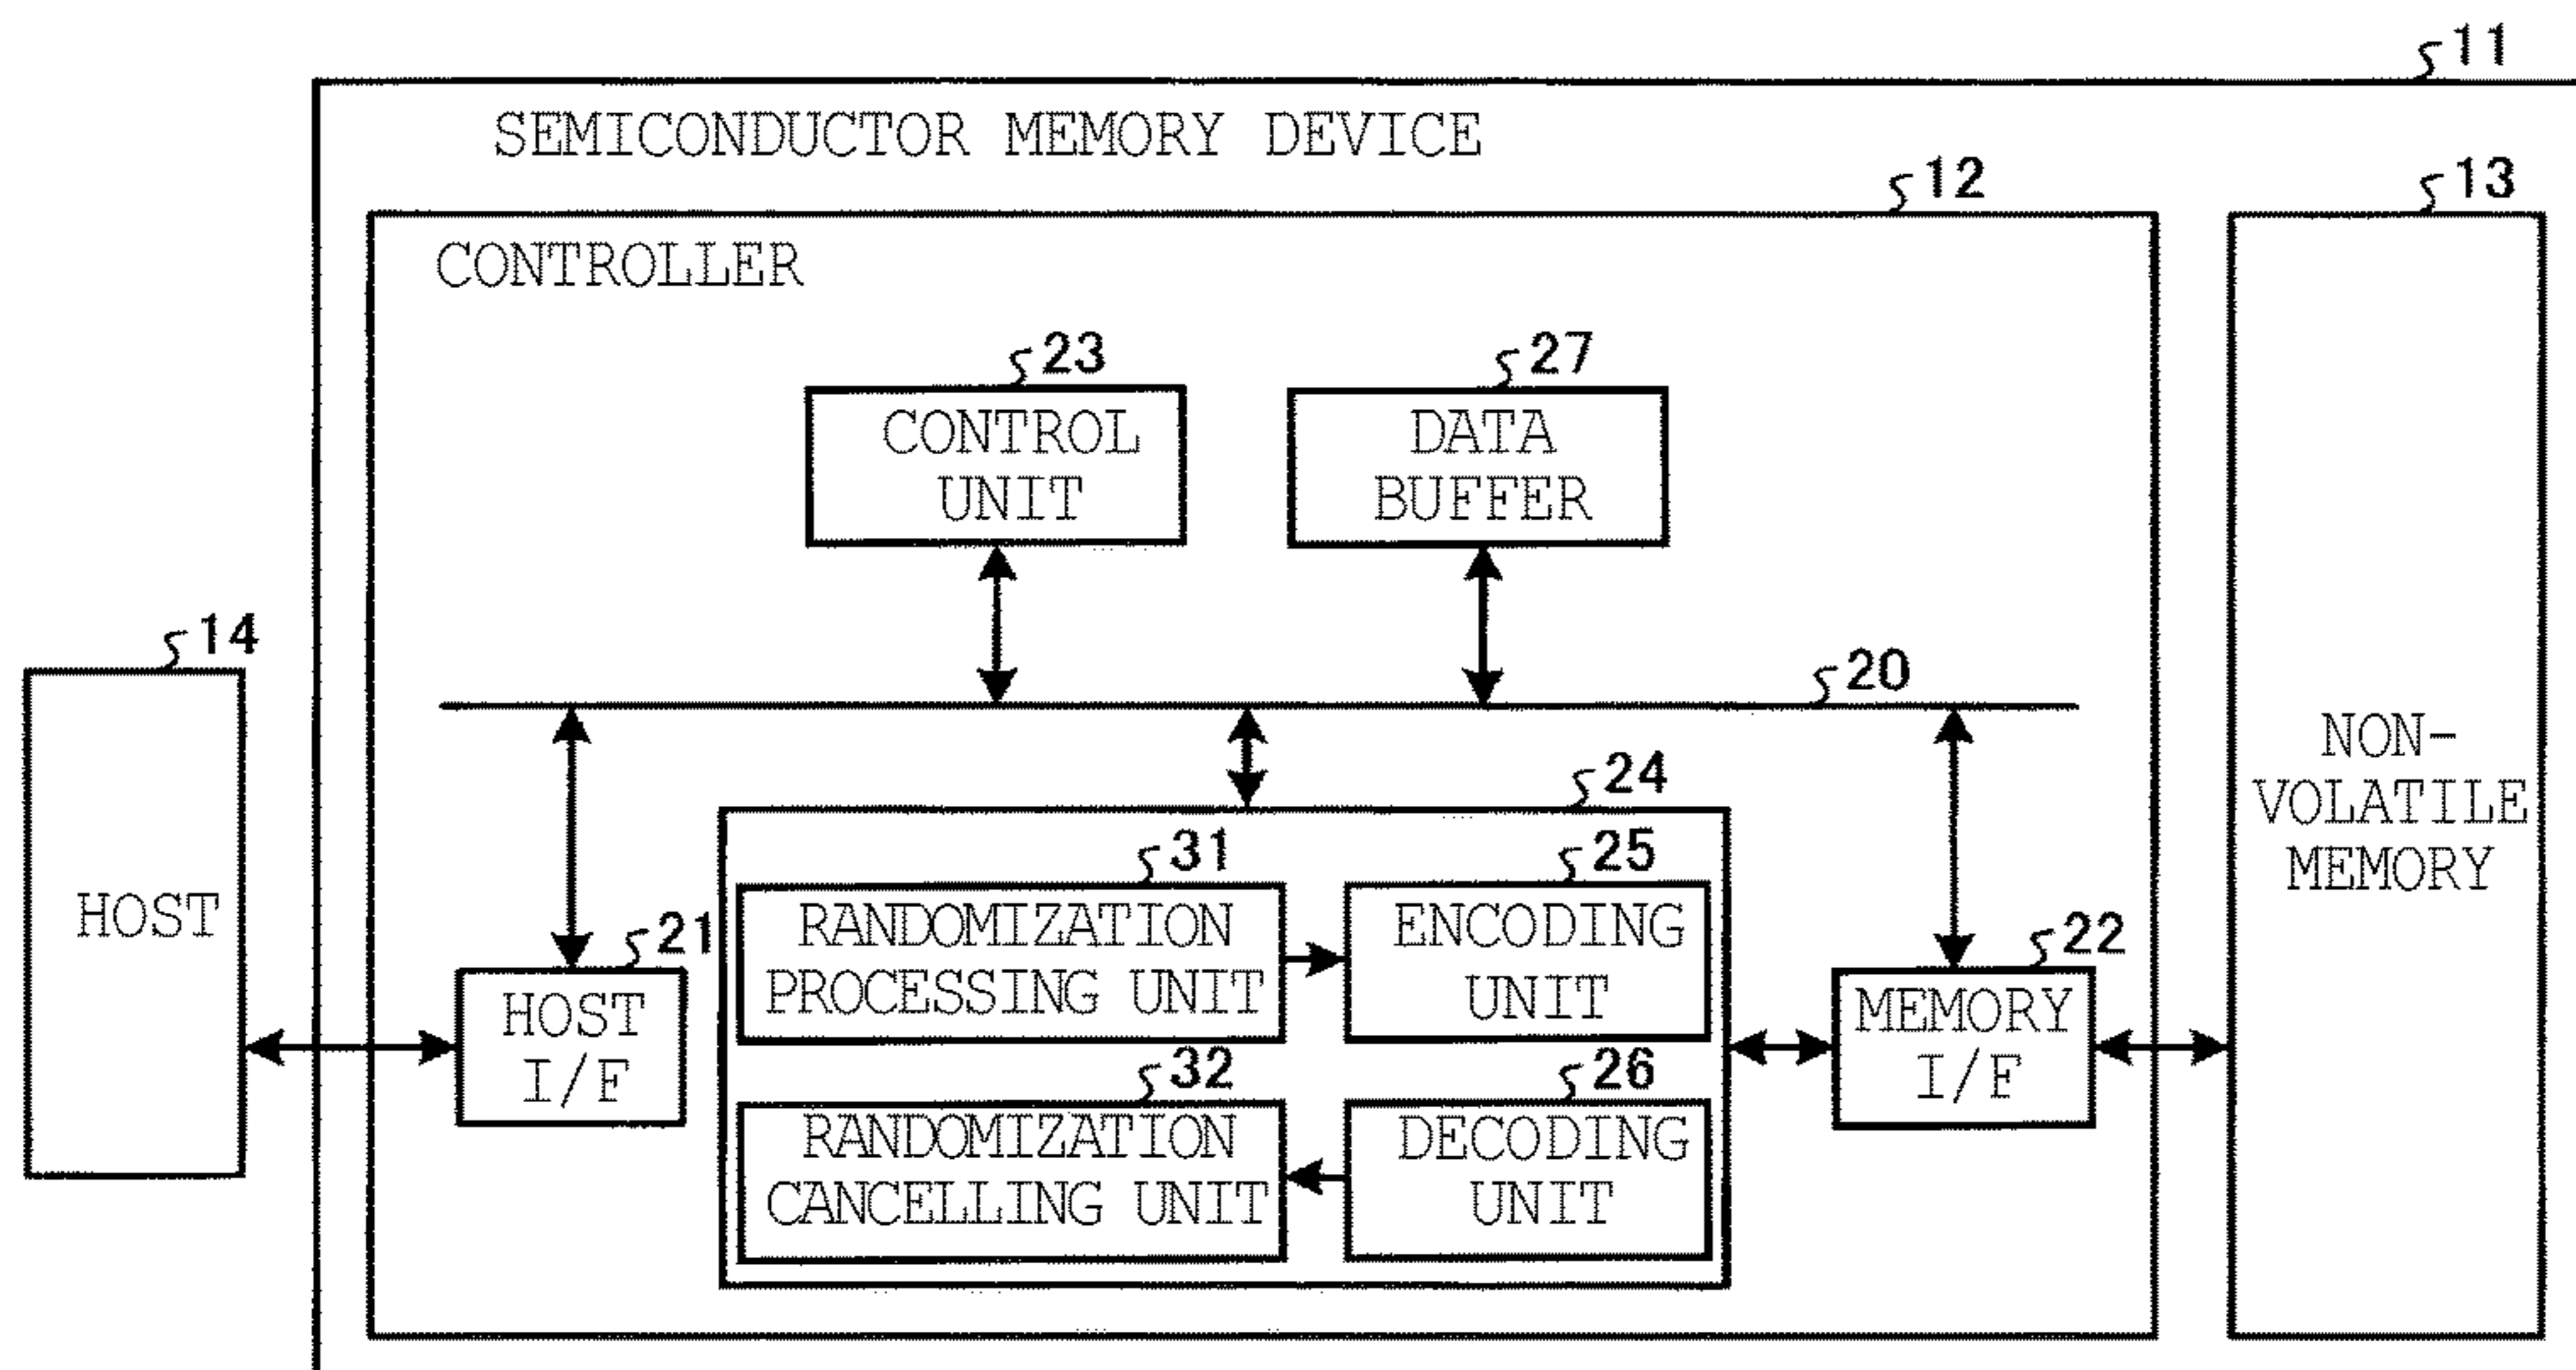 11
SEMICONDUCTOR MEMORY DEVICE
12
13
CONTROLLER
23
27
CONTROL
UNIT
DATA
BUFFER
14
20
HOST
NON-
VOLATILE
MEMORY
24
31
25
RANDOMIZATION
PROCESSING UNIT
ENCODING
UNIT
21
HOST
I/F
22
MEMORY
I/F
32
26
RANDOMIZATION
CANCELLING UNIT
DECODING
UNIT